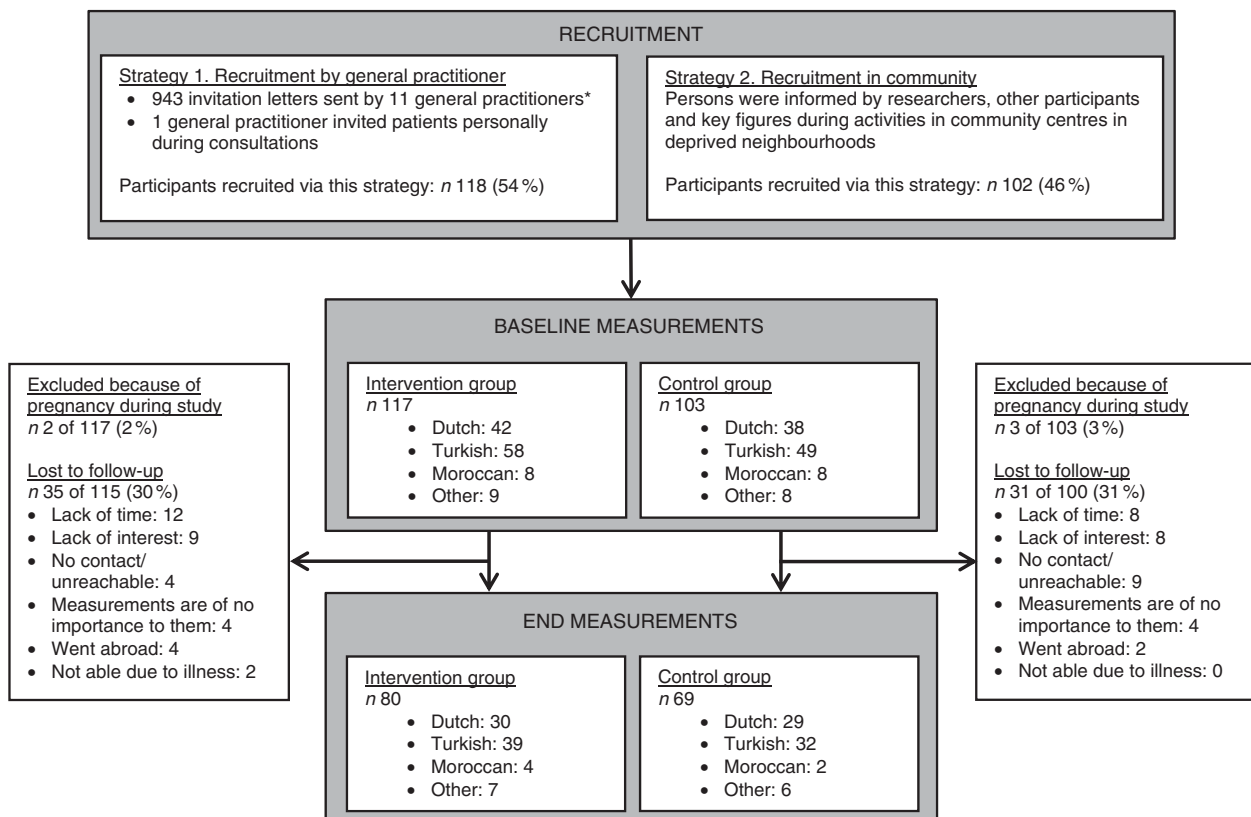 RECRUITMENT
Strategy 1. Recruitment by general practitioner
• 943 invitation letters sent by 11 general practitioners*
• 1 general practitioner invited patients personally
during consultations
Participants recruited via this strategy: n 118 (54 %)
Strategy 2. Recruitment in community
Persons were informed by researchers, other participants
and key figures during activities in community centres in
deprived neighbourhoods
Participants recruited via this strategy: n 102 (46 %)
BASELINE MEASUREMENTS
Intervention group
n 117
• Dutch: 42
• Turkish: 58
• Moroccan: 8
• Other: 9
Control group
n 103
• Dutch: 38
• Turkish: 49
• Moroccan: 8
• Other: 8
Excluded because of
pregnancy during study
n 2 of 117 (2 %)
Lost to follow-up
n 35 of 115 (30 %)
• Lack of time: 12
• Lack of interest: 9
• No contact/
unreachable: 4
• Measurements are of no
importance to them: 4
• Went abroad: 4
• Not able due to illness: 2
Excluded because of
pregnancy during study
n 3 of 103 (3 %)
Lost to follow-up
n 31 of 100 (31 %)
• Lack of time: 8
• Lack of interest: 8
• No contact/
unreachable: 9
• Measurements are of no
importance to them: 4
• Went abroad: 2
• Not able due to illness: 0
END MEASUREMENTS
Intervention group
n 80
• Dutch: 30
• Turkish: 39
• Moroccan: 4
• Other: 7
Control group
n 69
• Dutch: 29
• Turkish: 32
• Moroccan: 2
• Other: 6